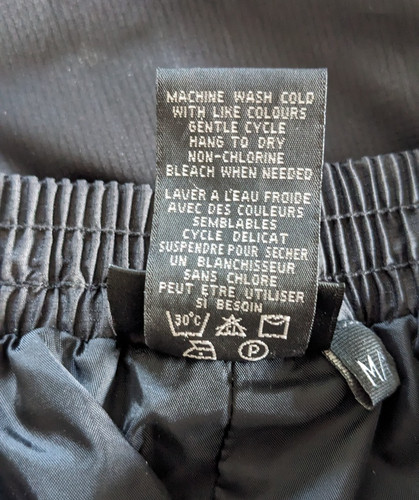 MACHINE WASH COLD
WITH LIKE COLOURS
GENTLE CYCLE
HANG TO DRY
NON-CHLORINE
BLEACH WHEN NEEDED
LAVER A L'EAU FROIDE
AVEC DES COULEURS
SEMBLABLES
CYCLE DELICAT
SUSPENDRE POUR SECHER
UN BLANCHISSEUR
SANS CHLORE
PEUT ETRE UTILISER
SI BESOIN
30°C
P
M/